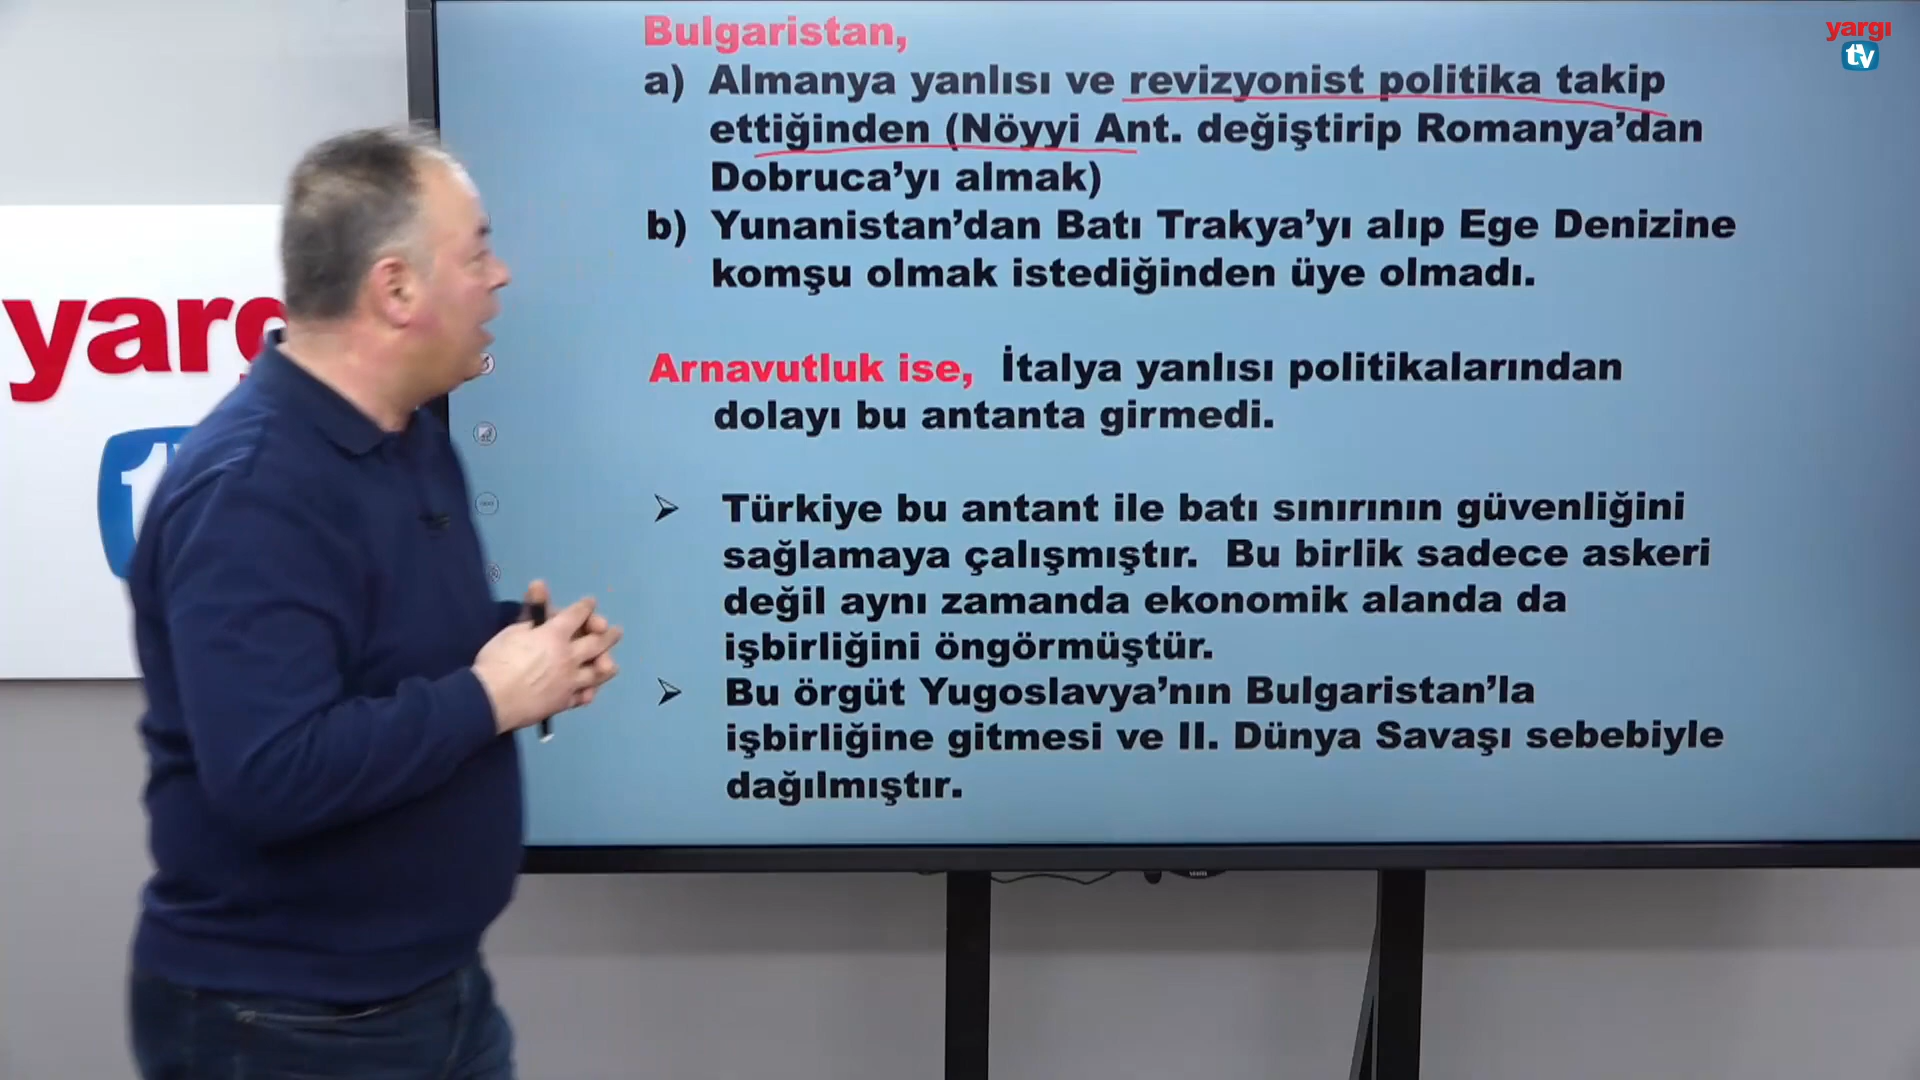 yargı
tv
Bulgaristan,
a) Almanya yanlısı ve revizyonist politika takip
ettiğinden (Nöyyi Ant. değiştirip Romanya’dan
Dobruca’yı almak)
b) Yunanistan’dan Batı Trakya’yı alıp Ege Denizine
komşu olmak istediğinden üye olmadı.
Arnavutluk ise, İtalya yanlısı politikalarından
dolayı bu antanta girmedi.
➢ Türkiye bu antant ile batı sınırının güvenliğini
sağlamaya çalışmıştır. Bu birlik sadece askeri
değil aynı zamanda ekonomik alanda da
işbirliğini öngörmüştür.
➢ Bu örgüt Yugoslavya’nın Bulgaristan’la
işbirliğine gitmesi ve II. Dünya Savaşı sebebiyle
dağılmıştır.
yarg